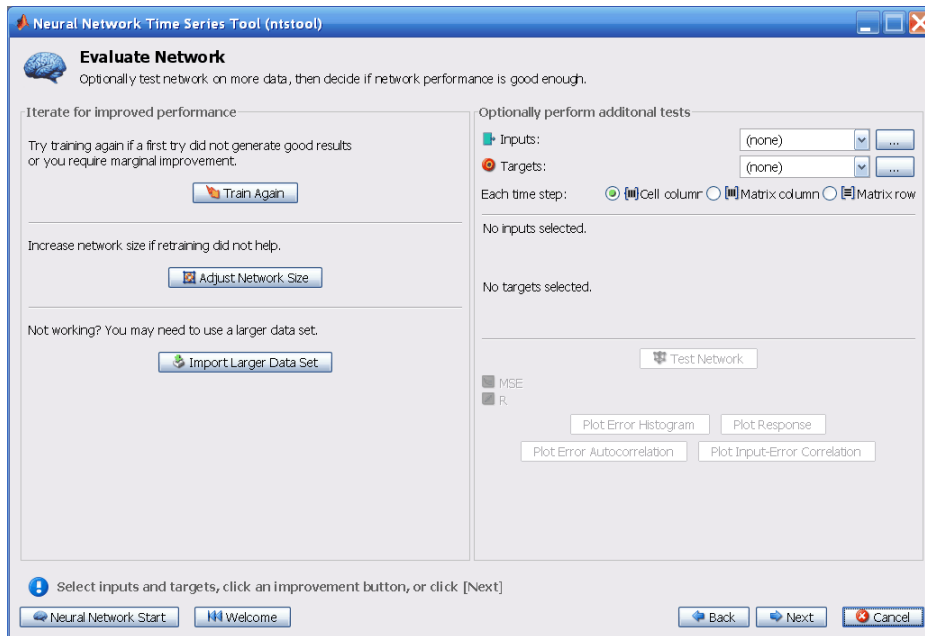 Neural Network Time Series Tool (ntstool)
Evaluate Network
Optionally test network on more data, then decide if network performance is good enough.
Iterate for improved performance
Try training again if a first try did not generate good results
or you require marginal improvement.
Train Again
Increase network size if retraining did not help.
Adjust Network Size
Not working? You may need to use a larger data set.
Import Larger Data Set
Optionally perform additonal tests
Inputs: (none) ...
Targets: (none) ...
Each time step: Cell column Matrix column Matrix row
No inputs selected.
No targets selected.
Test Network
MSE
R
Plot Error Histogram Plot Response
Plot Error Autocorrelation Plot Input-Error Correlation
Select inputs and targets, click an improvement button, or click [Next]
Neural Network Start Welcome Back Next Cancel